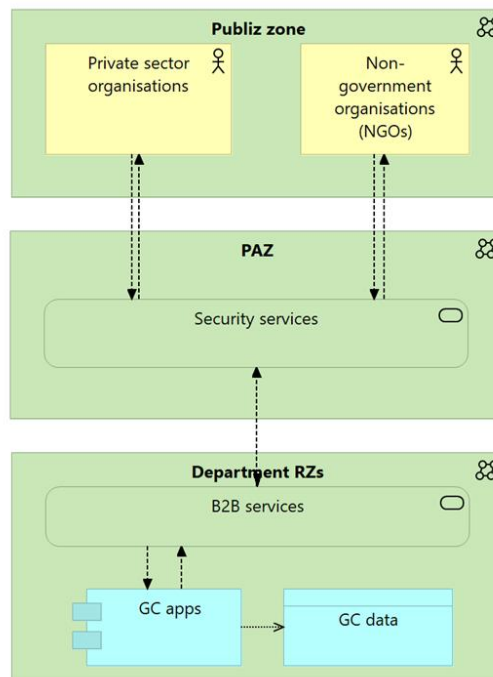 Publiz zone
Private sector
organisations
Non-
government
organisations
(NGOs)
PAZ
Security services
Department RZs
B2B services
GC apps
GC data